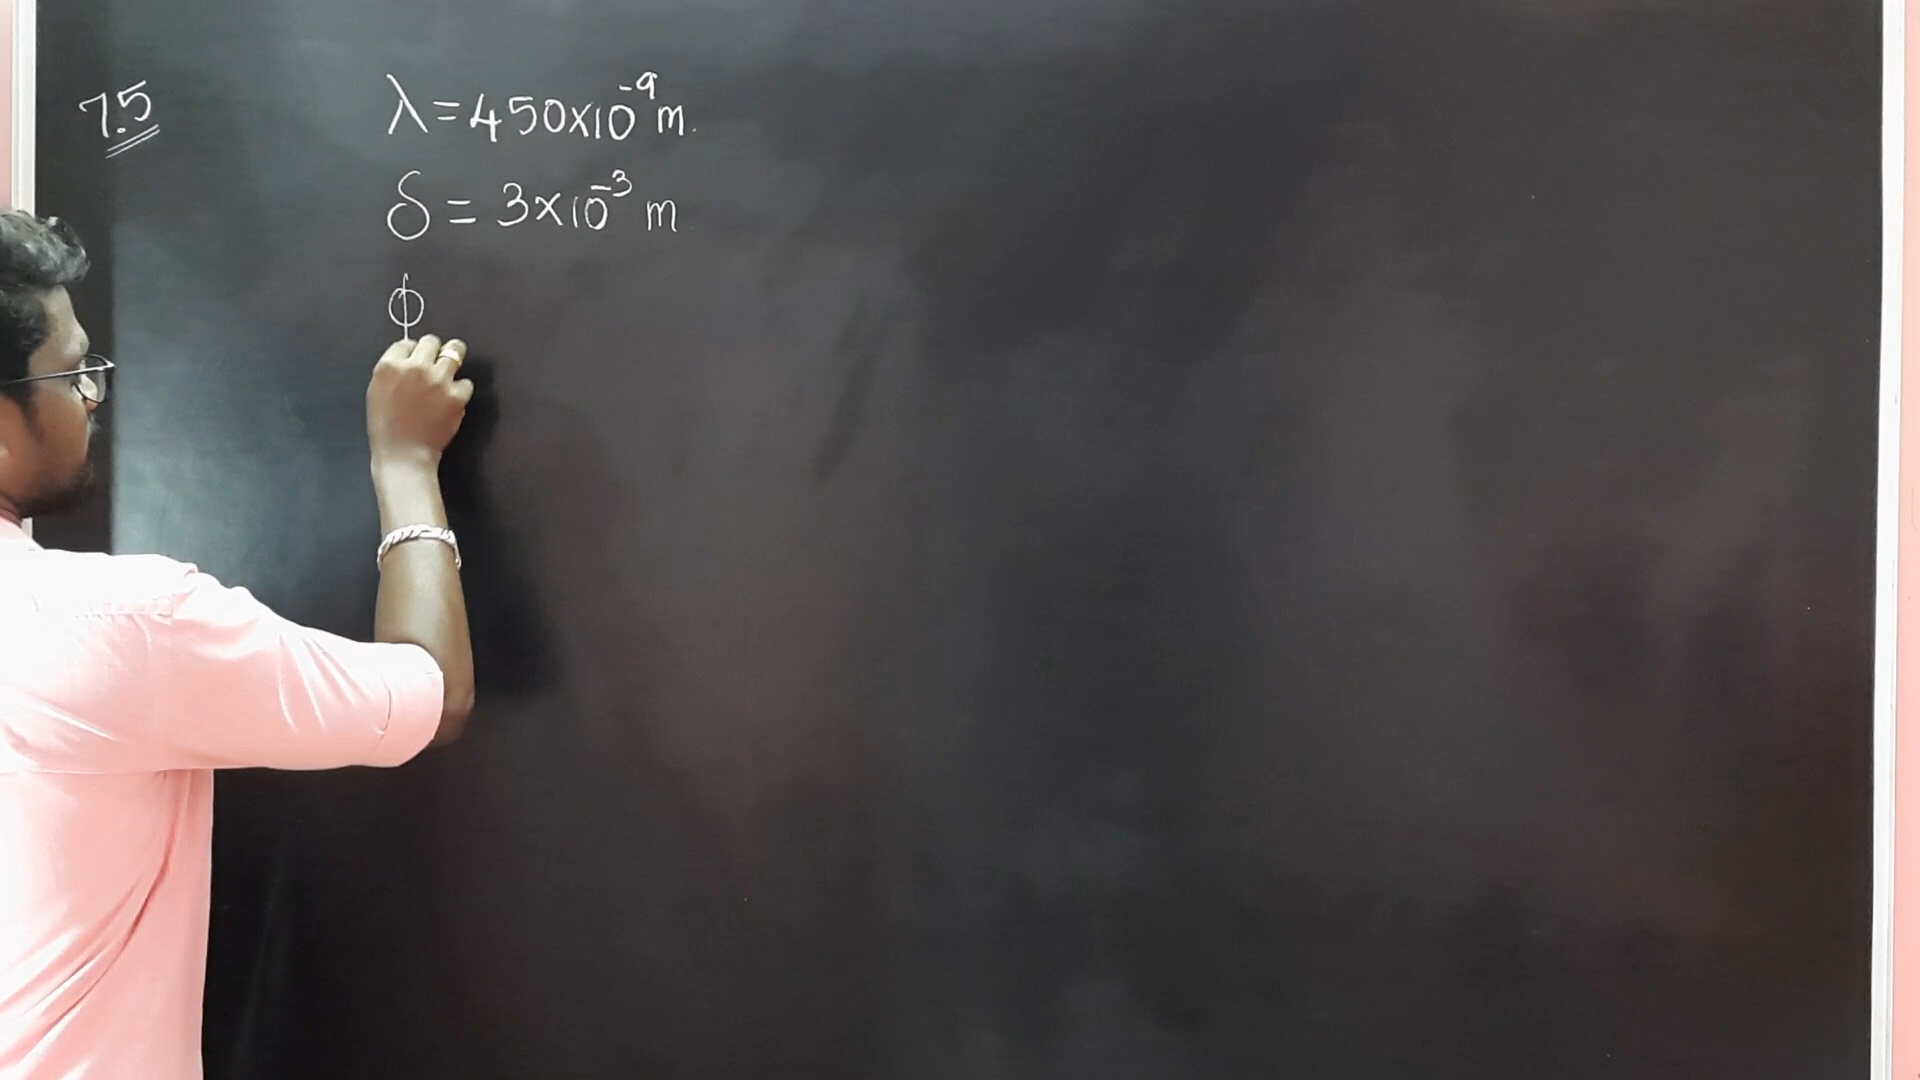 7.5
λ = 450×10⁻⁹ m.
δ = 3×10⁻³ m
ϕ